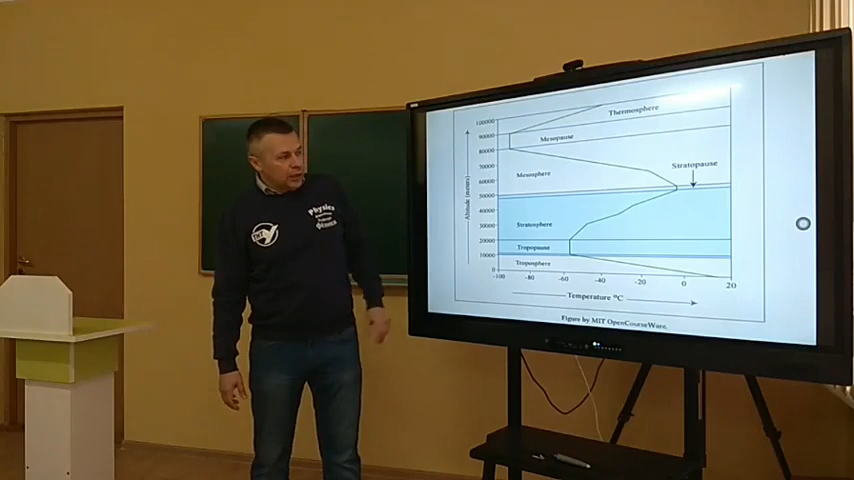 Physics
Фізика
100000
90000
80000
70000
60000
50000
40000
30000
20000
10000
0
Altitude (meters)
Thermosphere
Mesopause
Mesosphere
Stratopause
Stratosphere
Tropopause
Troposphere
-100 -80 -60 -40 -20 0 20
Temperature °C
Figure by MIT OpenCourseWare.